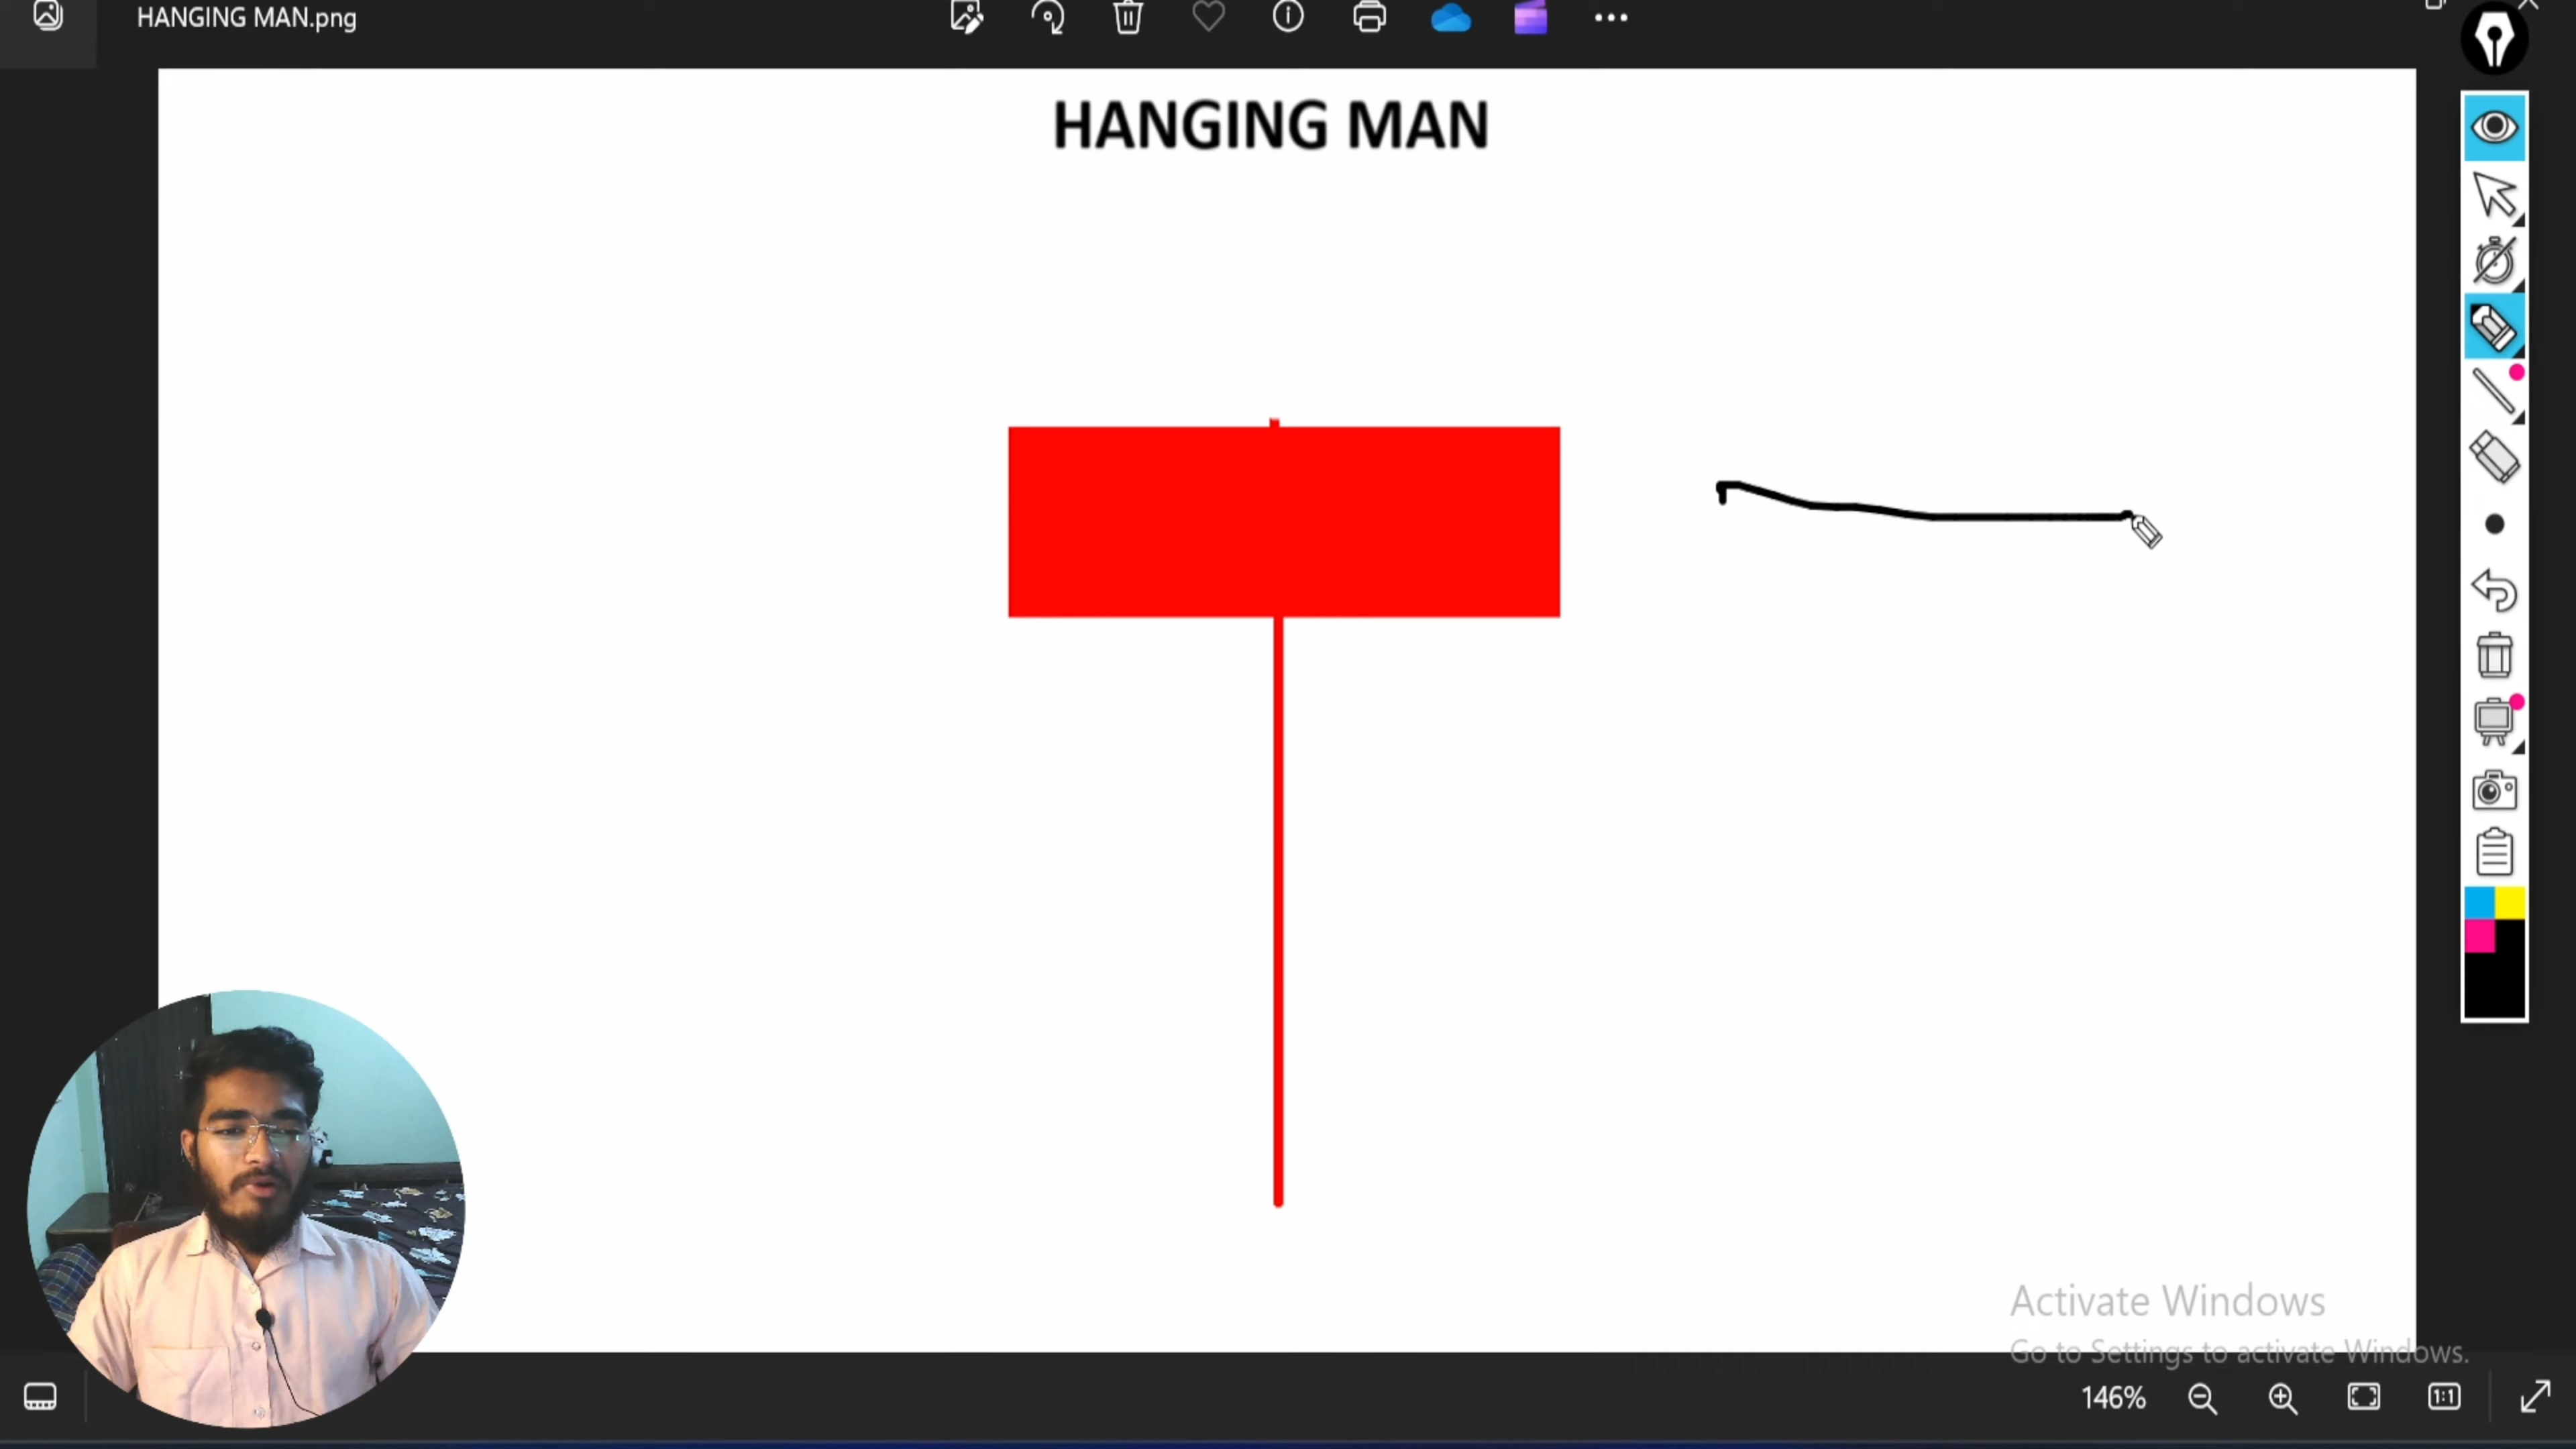 HANGING MAN.png
HANGING MAN
Activate Windows
Go to Settings to activate Windows.
146%
1:1